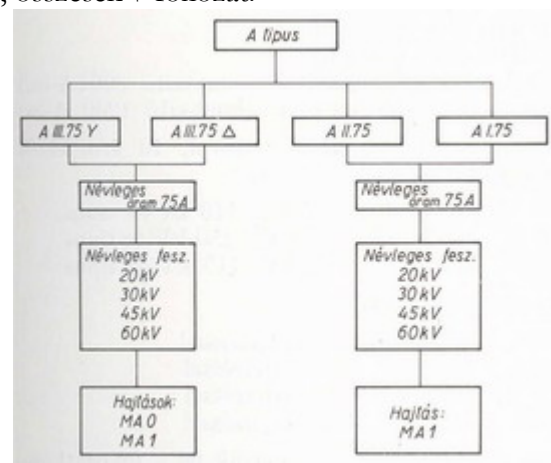 A típus
A III.75 Y
A III.75 Δ
A II.75
A I.75
Névleges
áram 75A
Névleges
áram 75A
Névleges fesz.
20kV
30kV
45kV
60kV
Névleges fesz.
20kV
30kV
45kV
60kV
Hajtások:
MA 0
MA 1
Hajtás:
MA 1